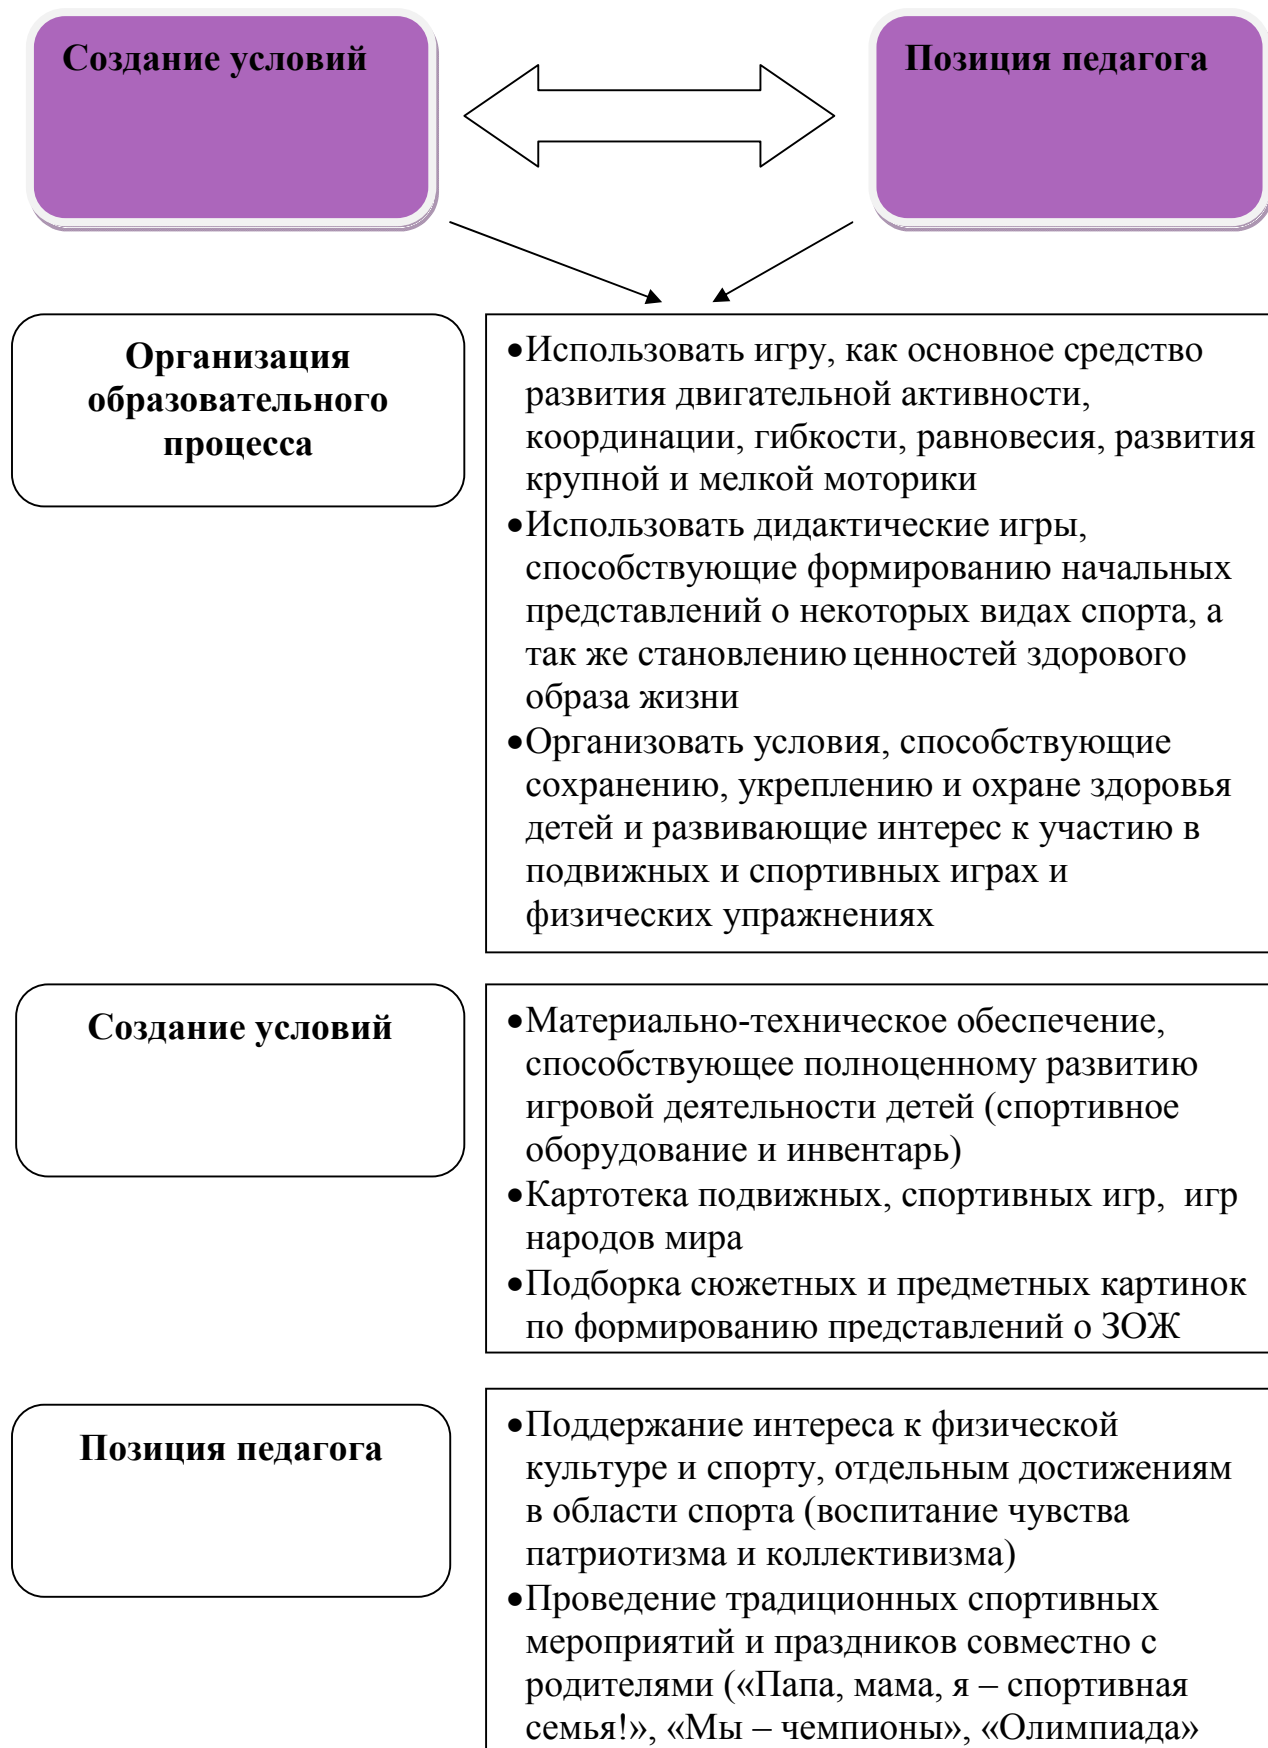 Создание условий
Позиция педагога
Организация
образовательного
процесса
•Использовать игру, как основное средство
развития двигательной активности,
координации, гибкости, равновесия, развития
крупной и мелкой моторики
•Использовать дидактические игры,
способствующие формированию начальных
представлений о некоторых видах спорта, а
так же становлению ценностей здорового
образа жизни
•Организовать условия, способствующие
сохранению, укреплению и охране здоровья
детей и развивающие интерес к участию в
подвижных и спортивных играх и
физических упражнениях
Создание условий
•Материально-техническое обеспечение,
способствующее полноценному развитию
игровой деятельности детей (спортивное
оборудование и инвентарь)
•Картотека подвижных, спортивных игр,  игр
народов мира
•Подборка сюжетных и предметных картинок
по формированию представлений о ЗОЖ
Позиция педагога
•Поддержание интереса к физической
культуре и спорту, отдельным достижениям
в области спорта (воспитание чувства
патриотизма и коллективизма)
•Проведение традиционных спортивных
мероприятий и праздников совместно с
родителями («Папа, мама, я – спортивная
семья!», «Мы – чемпионы», «Олимпиада»